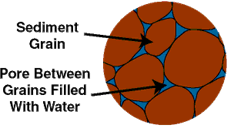 Sediment
Grain
Pore Between
Grains Filled
With Water